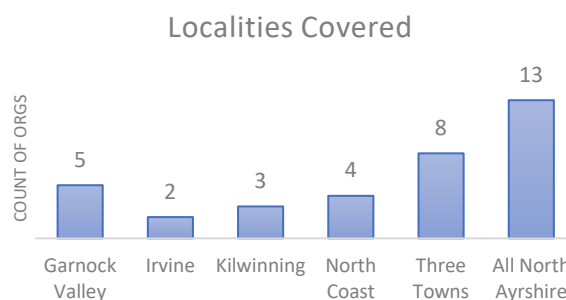 Localities Covered
COUNT OF ORGS
5
2
3
4
8
13
Garnock
Valley
Irvine
Kilwinning
North
Coast
Three
Towns
All North
Ayrshire